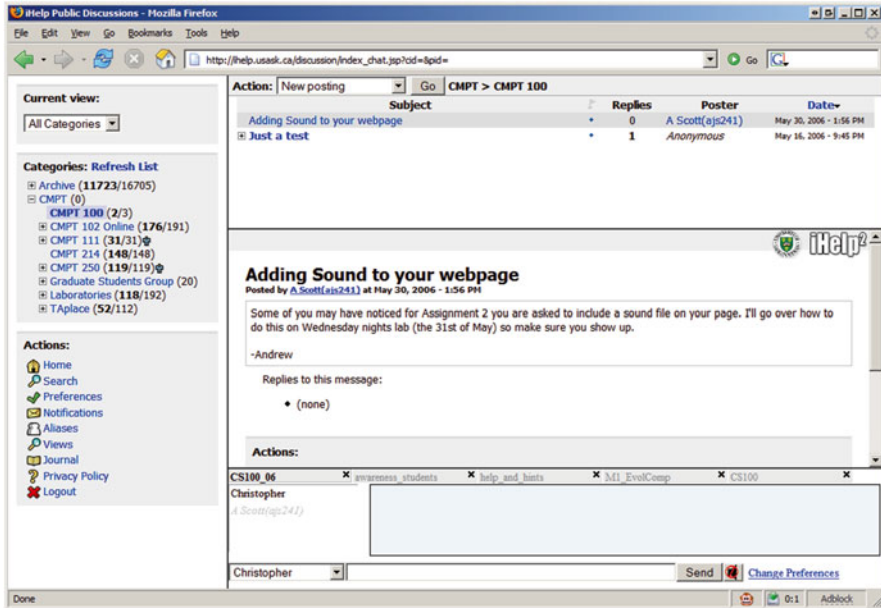 iHelp Public Discussions - Mozilla Firefox
File Edit View Go Bookmarks Tools Help
http://ihelp.usask.ca/discussion/index_chat.jsp?cid=8pid= Go
Current view:
All Categories
Categories: Refresh List
Archive (11723/16705)
CMPT (0)
CMPT 100 (2/3)
CMPT 102 Online (176/191)
CMPT 111 (31/31)
CMPT 214 (148/148)
CMPT 250 (119/119)
Graduate Students Group (20)
Laboratories (118/192)
TAplace (52/112)
Actions:
Home
Search
Preferences
Notifications
Aliases
Views
Journal
Privacy Policy
Logout
Action: New posting Go CMPT > CMPT 100
Subject Replies Poster Date
Adding Sound to your webpage 0 A Scott(ajs241) May 30, 2006 - 1:56 PM
Just a test 1 Anonymous May 16, 2006 - 9:45 PM
iHelp2
Adding Sound to your webpage
Posted by A Scott(ajs241) at May 30, 2006 - 1:56 PM
Some of you may have noticed for Assignment 2 you are asked to include a sound file on your page. I'll go over how to
do this on Wednesday nights lab (the 31st of May) so make sure you show up.
-Andrew
Replies to this message:
(none)
Actions:
CS100_06 x awareness_students x help_and_hints x M1_EvolComp x CS100 x
Christopher
A Scott(ajs241)
Christopher Send Change Preferences
Done 0:1 Adblock